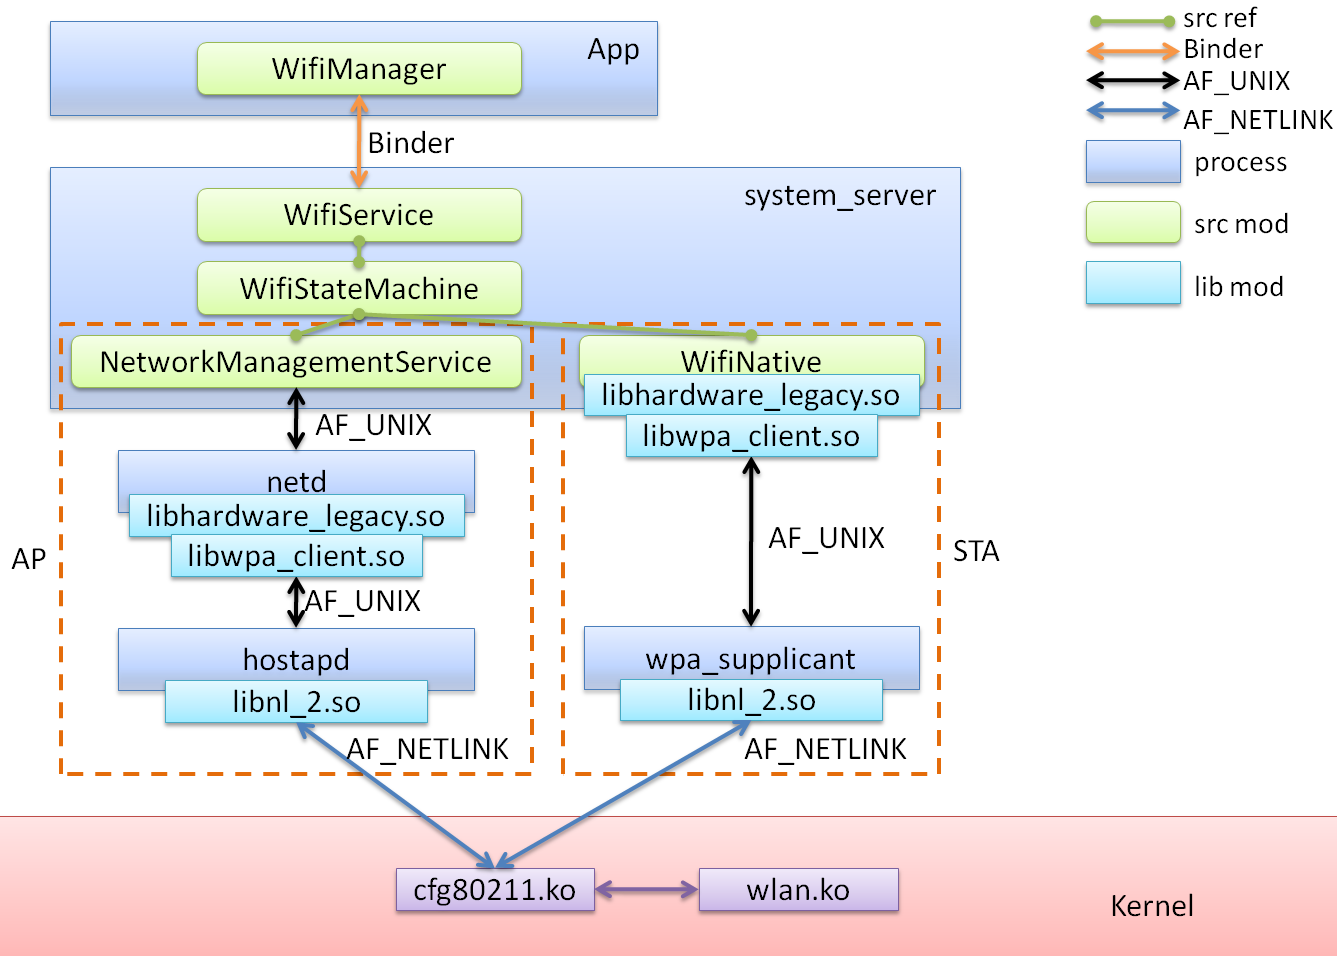 App
WifiManager
Binder
system_server
WifiService
WifiStateMachine
NetworkManagementService
WifiNative
libhardware_legacy.so
libwpa_client.so
AF_UNIX
netd
libhardware_legacy.so
libwpa_client.so
AP
AF_UNIX
AF_UNIX
STA
hostapd
libnl_2.so
wpa_supplicant
libnl_2.so
AF_NETLINK
AF_NETLINK
cfg80211.ko
wlan.ko
Kernel
src ref
Binder
AF_UNIX
AF_NETLINK
process
src mod
lib mod